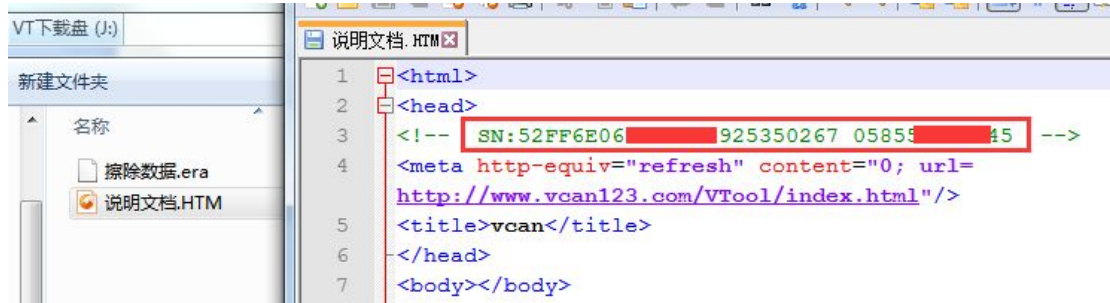 VT下载盘 (J:)
新建文件夹
名称
擦除数据.era
说明文档.HTM
说明文档.HTM
1 <html>
2 <head>
3 <!-- SN:52FF6E06 925350267 05855 45 -->
4 <meta http-equiv="refresh" content="0; url=
http://www.vcan123.com/VTool/index.html"/>
5 <title>vcan</title>
6 </head>
7 <body></body>